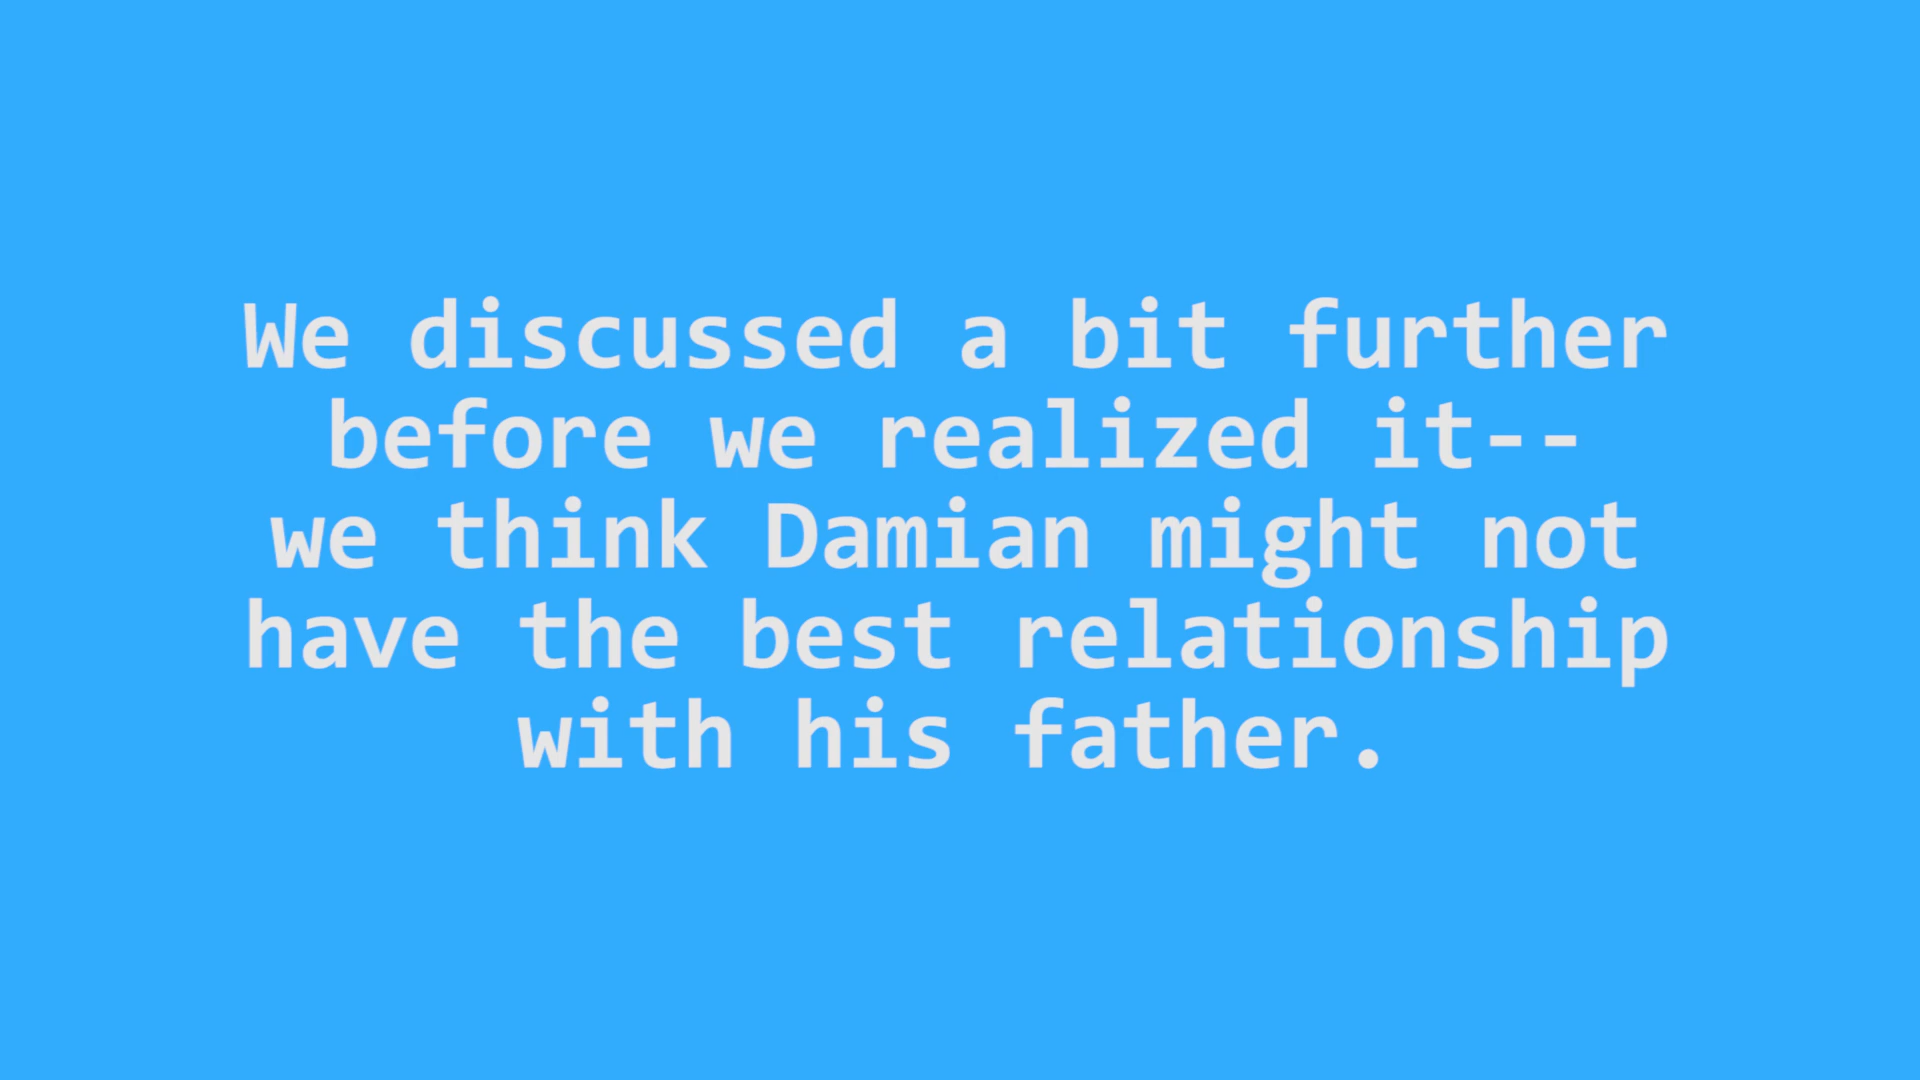 We discussed a bit further
before we realized it--
we think Damian might not
have the best relationship
with his father.